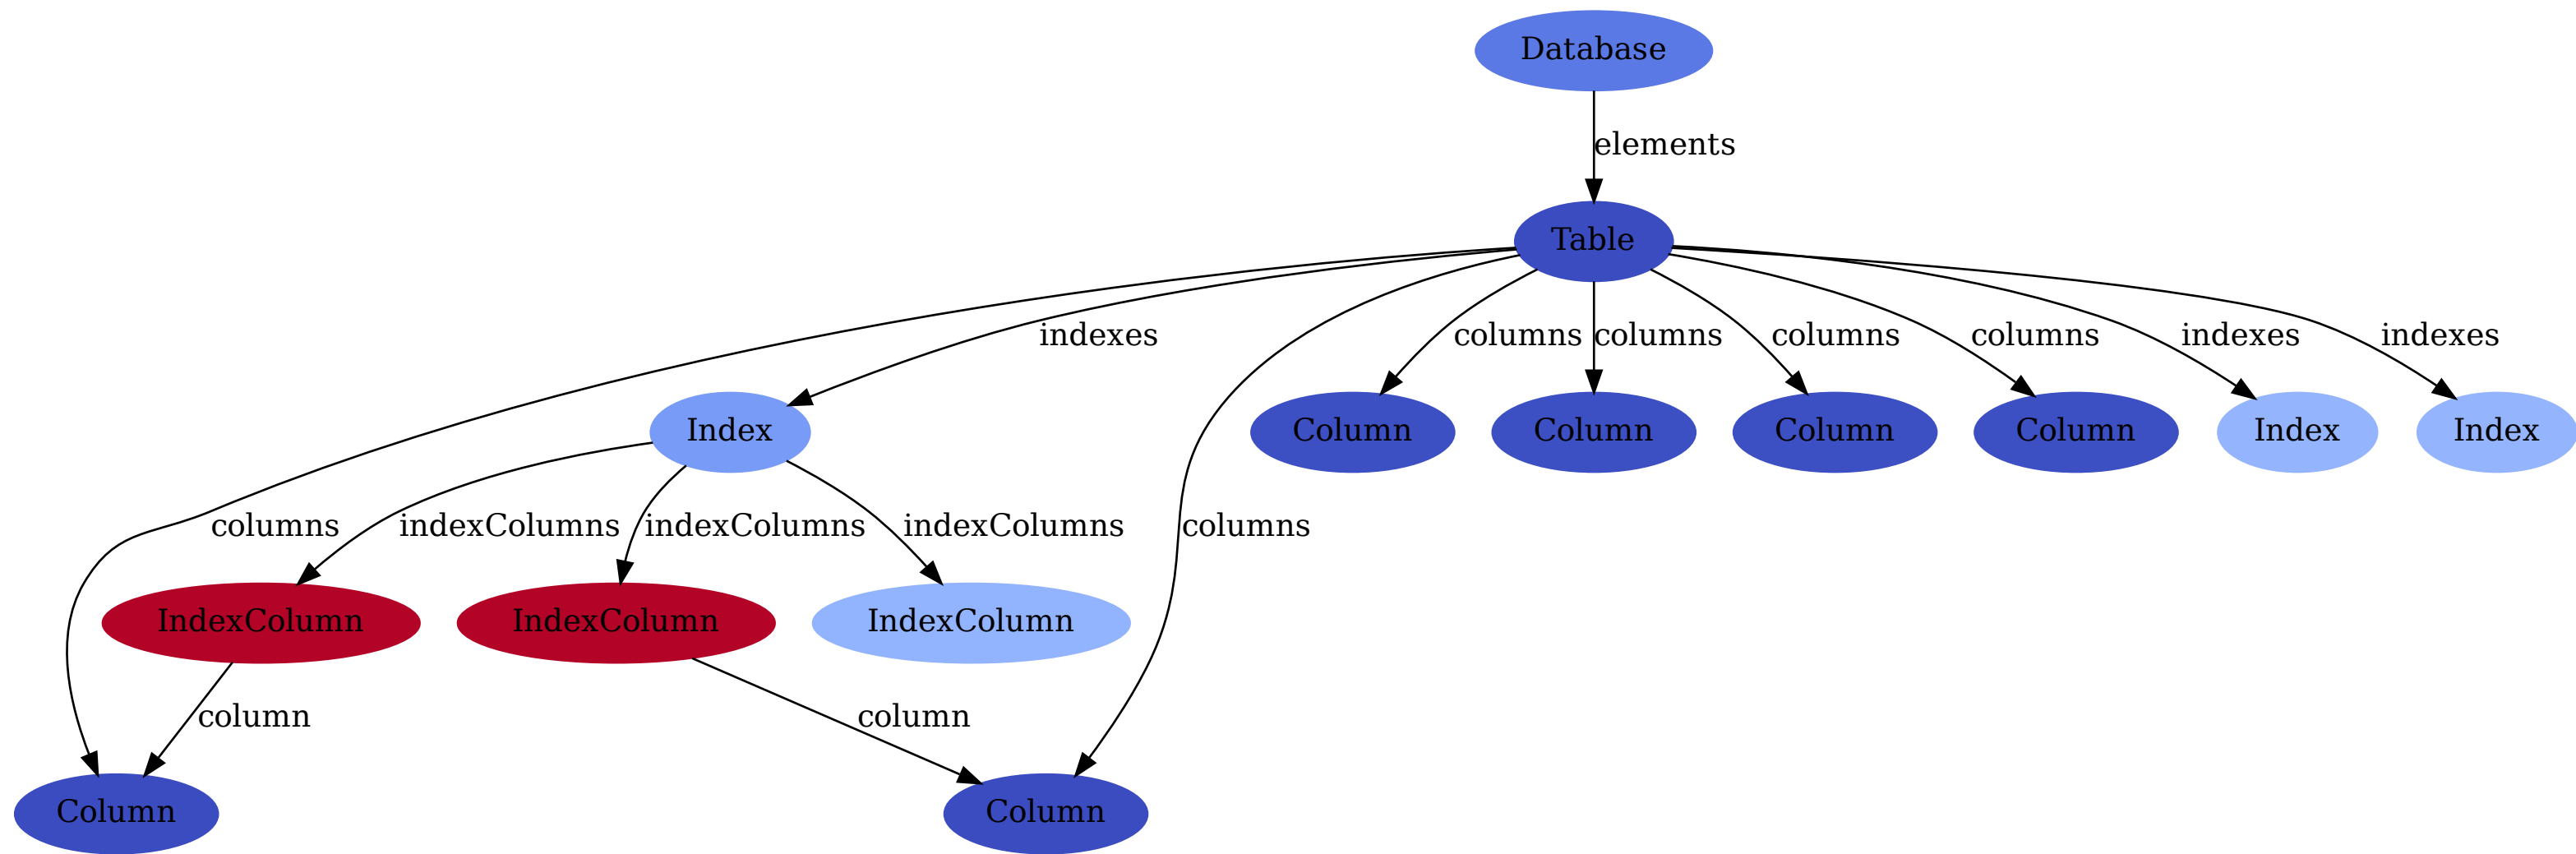 Database
elements
Table
indexes
columns
columns
columns
columns
indexes
indexes
Index
Column
Column
Column
Column
Index
Index
columns
indexColumns
indexColumns
indexColumns
columns
IndexColumn
IndexColumn
IndexColumn
column
column
Column
Column